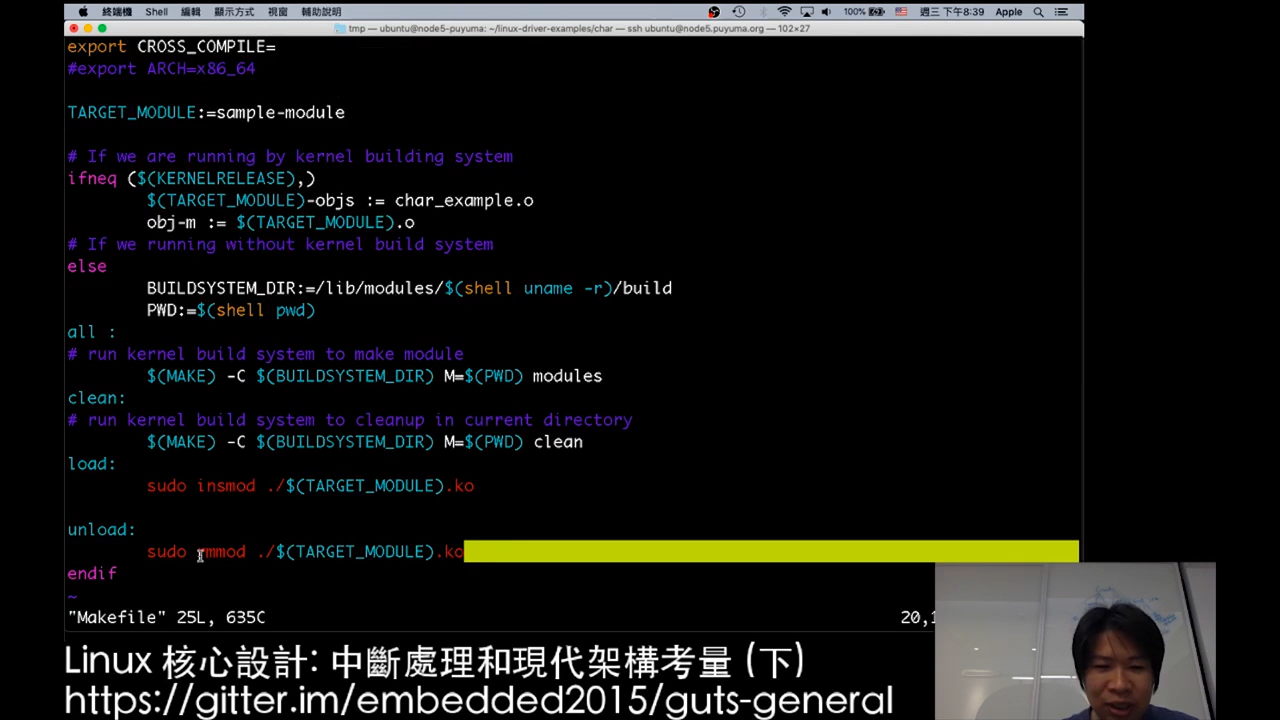 終端機 Shell 編輯 顯示方式 視窗 輔助說明 100% 週三 下午8:39 Apple
tmp — ubuntu@node5-puyuma: ~/linux-driver-examples/char — ssh ubuntu@node5.puyuma.org — 102×27
export CROSS_COMPILE=
#export ARCH=x86_64
TARGET_MODULE:=sample-module
# If we are running by kernel building system
ifneq ($(KERNELRELEASE),)
$(TARGET_MODULE)-objs := char_example.o
obj-m := $(TARGET_MODULE).o
# If we running without kernel build system
else
BUILDSYSTEM_DIR:=/lib/modules/$(shell uname -r)/build
PWD:=$(shell pwd)
all :
# run kernel build system to make module
$(MAKE) -C $(BUILDSYSTEM_DIR) M=$(PWD) modules
clean:
# run kernel build system to cleanup in current directory
$(MAKE) -C $(BUILDSYSTEM_DIR) M=$(PWD) clean
load:
sudo insmod ./$(TARGET_MODULE).ko
unload:
sudo rmmod ./$(TARGET_MODULE).ko
endif
~
"Makefile" 25L, 635C 20,1
Linux 核心設計: 中斷處理和現代架構考量 (下)
https://gitter.im/embedded2015/guts-general